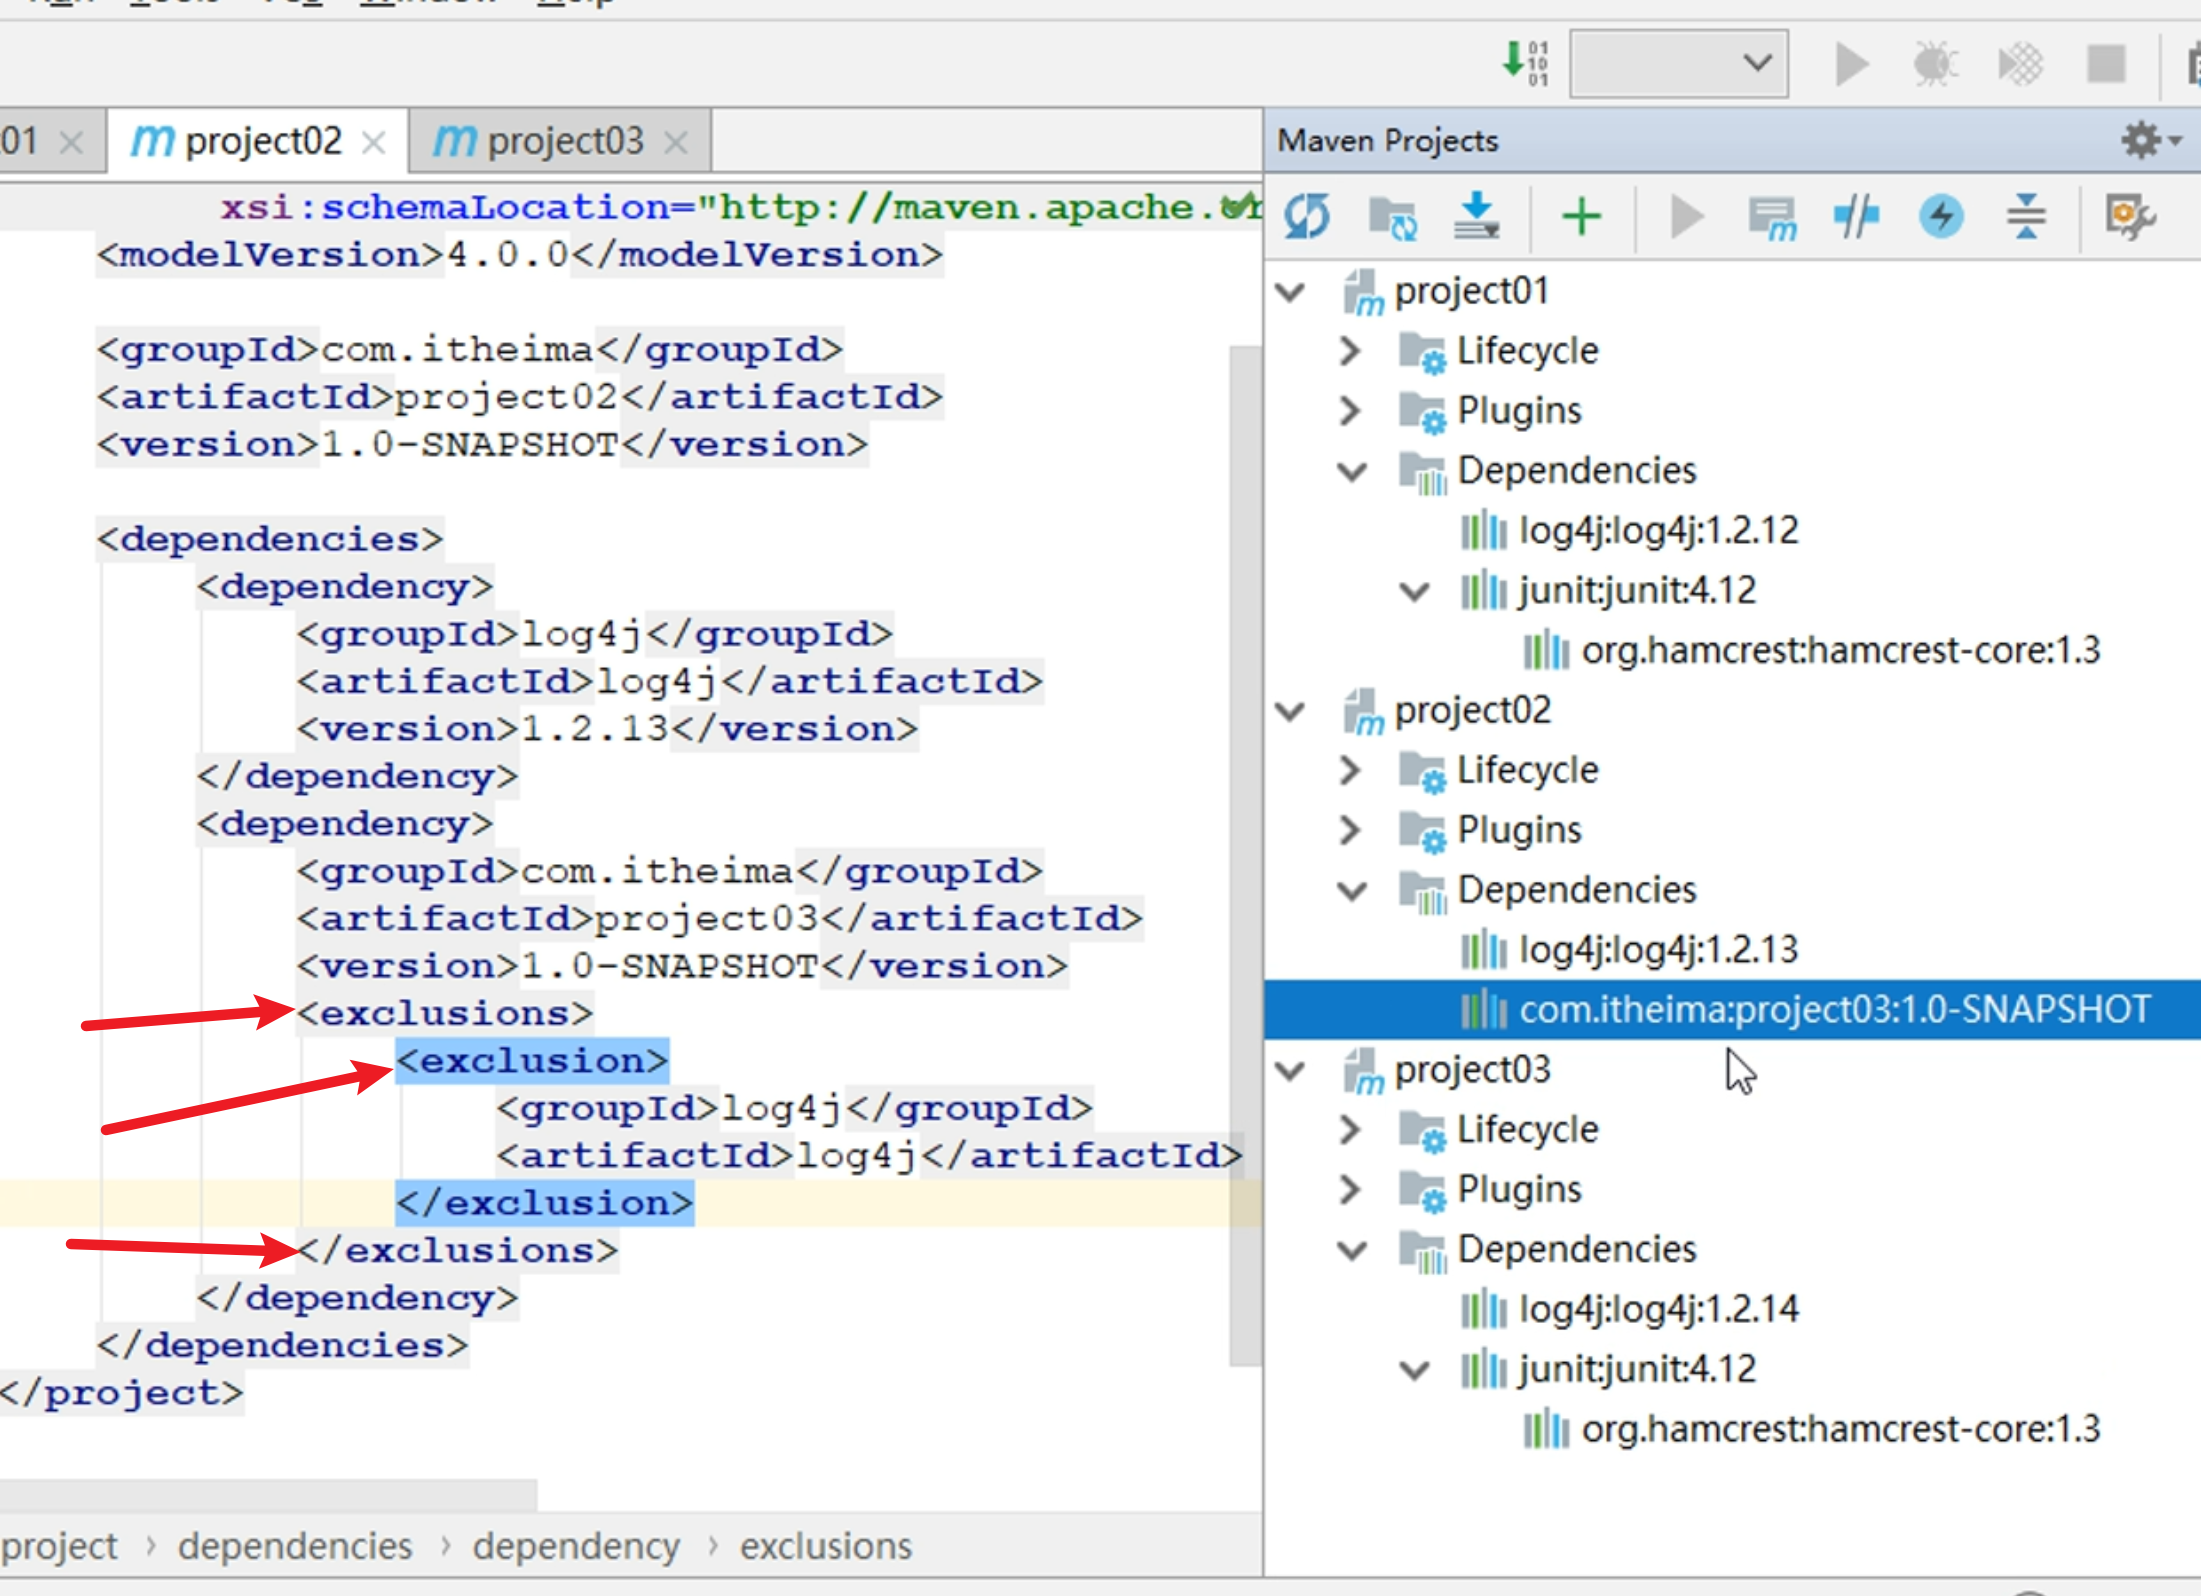 Run Tools VCS Window Help
01 project02 project03
xsi:schemaLocation="http://maven.apache.or
<modelVersion>4.0.0</modelVersion>
<groupId>com.itheima</groupId>
<artifactId>project02</artifactId>
<version>1.0-SNAPSHOT</version>
<dependencies>
<dependency>
<groupId>log4j</groupId>
<artifactId>log4j</artifactId>
<version>1.2.13</version>
</dependency>
<dependency>
<groupId>com.itheima</groupId>
<artifactId>project03</artifactId>
<version>1.0-SNAPSHOT</version>
<exclusions>
<exclusion>
<groupId>log4j</groupId>
<artifactId>log4j</artifactId>
</exclusion>
</exclusions>
</dependency>
</dependencies>
</project>
project › dependencies › dependency › exclusions
Maven Projects
project01
Lifecycle
Plugins
Dependencies
log4j:log4j:1.2.12
junit:junit:4.12
org.hamcrest:hamcrest-core:1.3
project02
Lifecycle
Plugins
Dependencies
log4j:log4j:1.2.13
com.itheima:project03:1.0-SNAPSHOT
project03
Lifecycle
Plugins
Dependencies
log4j:log4j:1.2.14
junit:junit:4.12
org.hamcrest:hamcrest-core:1.3